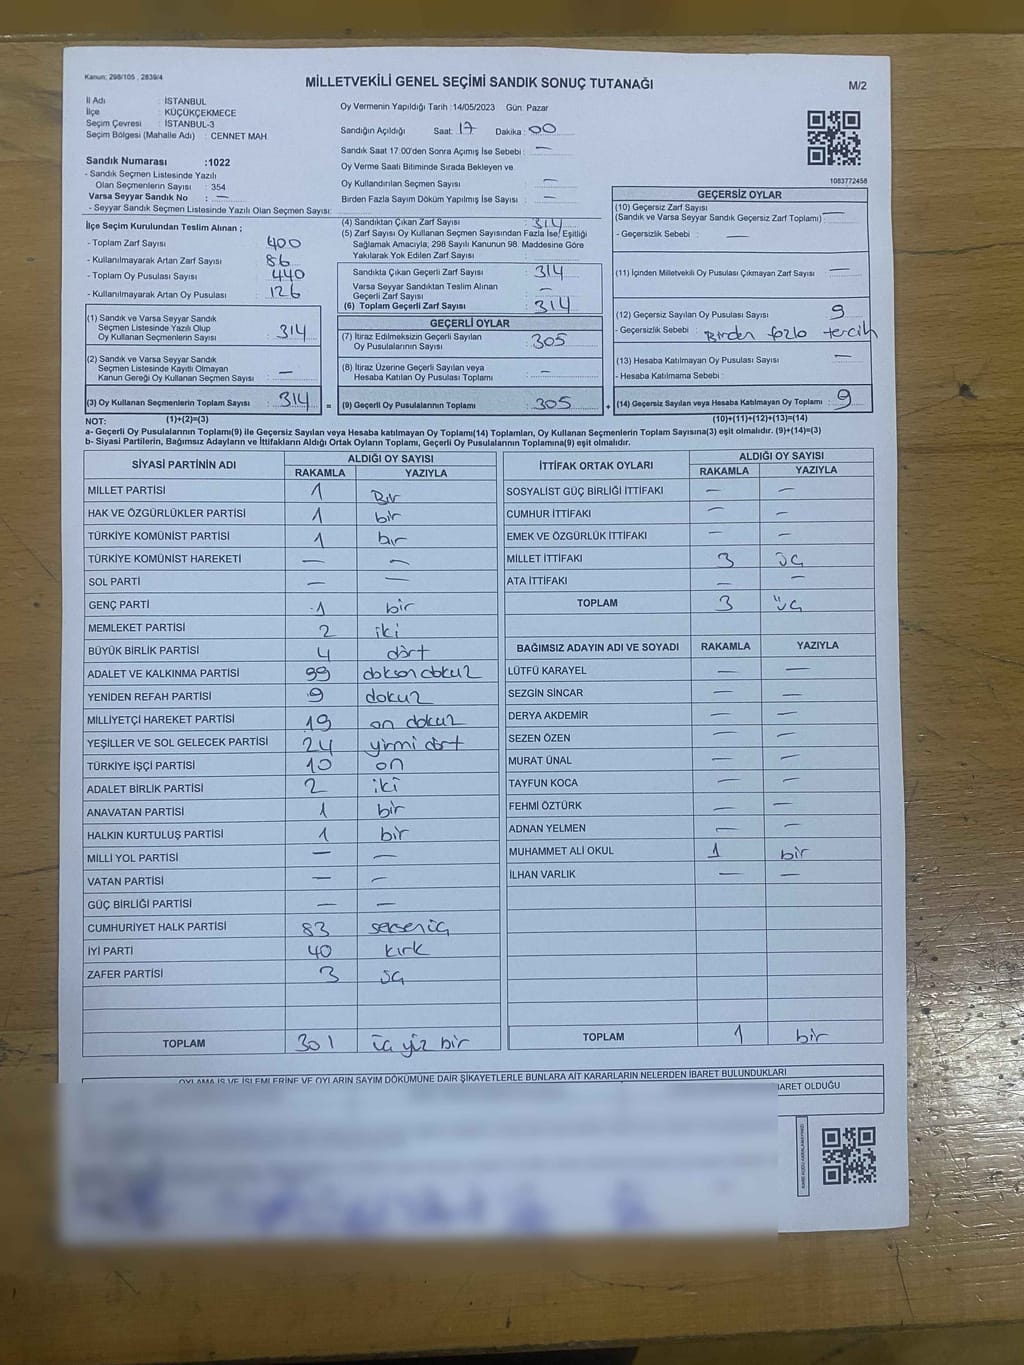 Kanun: 298/105 , 2839/4
MİLLETVEKİLİ GENEL SEÇİMİ SANDIK SONUÇ TUTANAĞI
M/2
İl Adı : İSTANBUL
İlçe : KÜÇÜKÇEKMECE
Seçim Çevresi : İSTANBUL-3
Seçim Bölgesi (Mahalle Adı) : CENNET MAH.
Sandık Numarası :1022
- Sandık Seçmen Listesinde Yazılı
Olan Seçmenlerin Sayısı : 354
Varsa Seyyar Sandık No : —
- Seyyar Sandık Seçmen Listesinde Yazılı Olan Seçmen Sayısı:
Oy Vermenin Yapıldığı Tarih :14/05/2023 Gün: Pazar
Sandığın Açıldığı Saat: 17 Dakika : 00
Sandık Saat 17:00'den Sonra Açımış İse Sebebi : —
Oy Verme Saati Bitiminde Sırada Bekleyen ve
Oy Kullandırılan Seçmen Sayısı : —
Birden Fazla Sayım Döküm Yapılmış İse Sayısı : —
1083772458
İlçe Seçim Kurulundan Teslim Alınan ;
- Toplam Zarf Sayısı : 400
- Kullanılmayarak Artan Zarf Sayısı : 86
- Toplam Oy Pusulası Sayısı : 440
- Kullanılmayarak Artan Oy Pusulası : 126
(1) Sandık ve Varsa Seyyar Sandık
Seçmen Listesinde Yazılı Olup
Oy Kullanan Seçmenlerin Sayısı : 314
(2) Sandık ve Varsa Seyyar Sandık
Seçmen Listesinde Kayıtlı Olmayan
Kanun Gereği Oy Kullanan Seçmen Sayısı : —
(3) Oy Kullanan Seçmenlerin Toplam Sayısı : 314 =
(1)+(2)=(3)
(4) Sandıktan Çıkan Zarf Sayısı : 314
(5) Zarf Sayısı Oy Kullanan Seçmen Sayısından Fazla İse, Eşitliği
Sağlamak Amacıyla, 298 Sayılı Kanunun 98. Maddesine Göre
Yakılarak Yok Edilen Zarf Sayısı :
Sandıkta Çıkan Geçerli Zarf Sayısı : 314
Varsa Seyyar Sandıktan Teslim Alınan
Geçerli Zarf Sayısı : —
(6) Toplam Geçerli Zarf Sayısı : 314
GEÇERLİ OYLAR
(7) İtiraz Edilmeksizin Geçerli Sayılan
Oy Pusulalarının Sayısı : 305
(8) İtiraz Üzerine Geçerli Sayılan veya
Hesaba Katılan Oy Pusulası Toplamı : —
(9) Geçerli Oy Pusulalarının Toplamı : 305 +
GEÇERSİZ OYLAR
(10) Geçersiz Zarf Sayısı
(Sandık ve Varsa Seyyar Sandık Geçersiz Zarf Toplamı) : —
- Geçersizlik Sebebi : —
(11) İçinden Milletvekili Oy Pusulası Çıkmayan Zarf Sayısı : —
(12) Geçersiz Sayılan Oy Pusulası Sayısı : 9
- Geçersizlik Sebebi : Birden fazla tercih
(13) Hesaba Katılmayan Oy Pusulası Sayısı : —
- Hesaba Katılmama Sebebi :
(14) Geçersiz Sayılan veya Hesaba Katılmayan Oy Toplamı : 9
(10)+(11)+(12)+(13)=(14)
NOT:
a- Geçerli Oy Pusulalarının Toplamı(9) ile Geçersiz Sayılan veya Hesaba Katılmayan Oy Toplamı(14) Toplamları, Oy Kullanan Seçmenlerin Toplam Sayısına(3) eşit olmalıdır. (9)+(14)=(3)
b- Siyasi Partilerin, Bağımsız Adayların ve İttifakların Aldığı Ortak Oyların Toplamı, Geçerli Oy Pusulalarının Toplamına(9) eşit olmalıdır.
SİYASİ PARTİNİN ADI ALDIĞI OY SAYISI
RAKAMLA YAZIYLA
MİLLET PARTİSİ 1 Bir
HAK VE ÖZGÜRLÜKLER PARTİSİ 1 bir
TÜRKİYE KOMÜNİST PARTİSİ 1 bir
TÜRKİYE KOMÜNİST HAREKETİ — —
SOL PARTİ — —
GENÇ PARTİ 1 bir
MEMLEKET PARTİSİ 2 iki
BÜYÜK BİRLİK PARTİSİ 4 dört
ADALET VE KALKINMA PARTİSİ 99 doksan dokuz
YENİDEN REFAH PARTİSİ 9 dokuz
MİLLİYETÇİ HAREKET PARTİSİ 19 on dokuz
YEŞİLLER VE SOL GELECEK PARTİSİ 24 yirmi dört
TÜRKİYE İŞÇİ PARTİSİ 10 on
ADALET BİRLİK PARTİSİ 2 iki
ANAVATAN PARTİSİ 1 bir
HALKIN KURTULUŞ PARTİSİ 1 bir
MİLLİ YOL PARTİSİ — —
VATAN PARTİSİ — —
GÜÇ BİRLİĞİ PARTİSİ — —
CUMHURİYET HALK PARTİSİ 83 seksenüç
İYİ PARTİ 40 kırk
ZAFER PARTİSİ 3 üç
TOPLAM 301 üç yüz bir
İTTİFAK ORTAK OYLARI ALDIĞI OY SAYISI
RAKAMLA YAZIYLA
SOSYALİST GÜÇ BİRLİĞİ İTTİFAKI — —
CUMHUR İTTİFAKI — —
EMEK VE ÖZGÜRLÜK İTTİFAKI — —
MİLLET İTTİFAKI 3 üç
ATA İTTİFAKI — —
TOPLAM 3 üç
BAĞIMSIZ ADAYIN ADI VE SOYADI RAKAMLA YAZIYLA
LÜTFÜ KARAYEL — —
SEZGİN SİNCAR — —
DERYA AKDEMİR — —
SEZEN ÖZEN — —
MURAT ÜNAL — —
TAYFUN KOCA — —
FEHMİ ÖZTÜRK — —
ADNAN YELMEN — —
MUHAMMET ALİ OKUL 1 bir
İLHAN VARLIK — —
TOPLAM 1 bir
OYLAMA İŞ VE İŞLEMLERİNE VE OYLARIN SAYIM DÖKÜMÜNE DAİR ŞİKAYETLERLE BUNLARA AİT KARARLARIN NELERDEN İBARET BULUNDUKLARI
BARET OLDUĞU